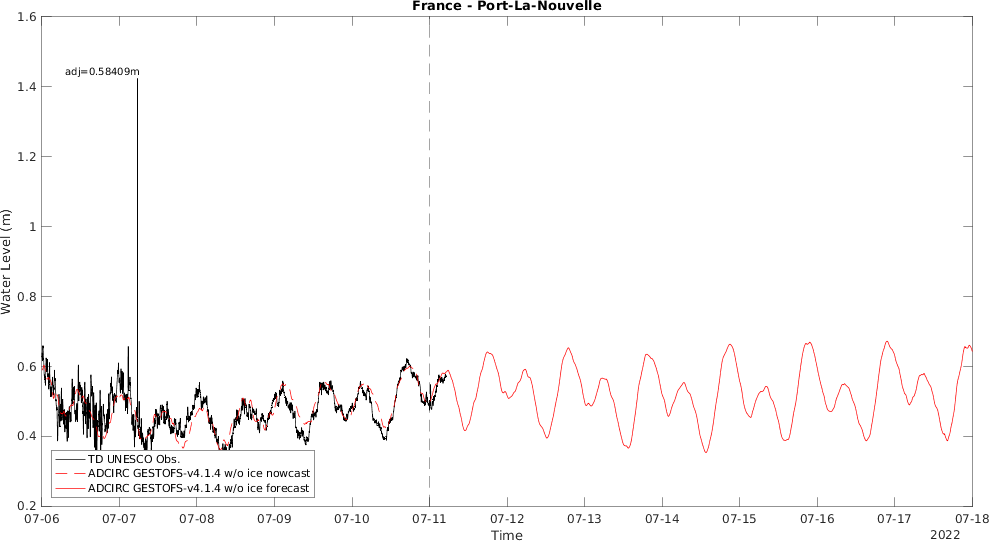 France - Port-La-Nouvelle
1.6
1.4
1.2
1
0.8
0.6
0.4
0.2
Water Level (m)
adj=0.58409m
TD UNESCO Obs.
ADCIRC GESTOFS-v4.1.4 w/o ice nowcast
ADCIRC GESTOFS-v4.1.4 w/o ice forecast
07-06 07-07 07-08 07-09 07-10 07-11 07-12 07-13 07-14 07-15 07-16 07-17 07-18
Time
2022